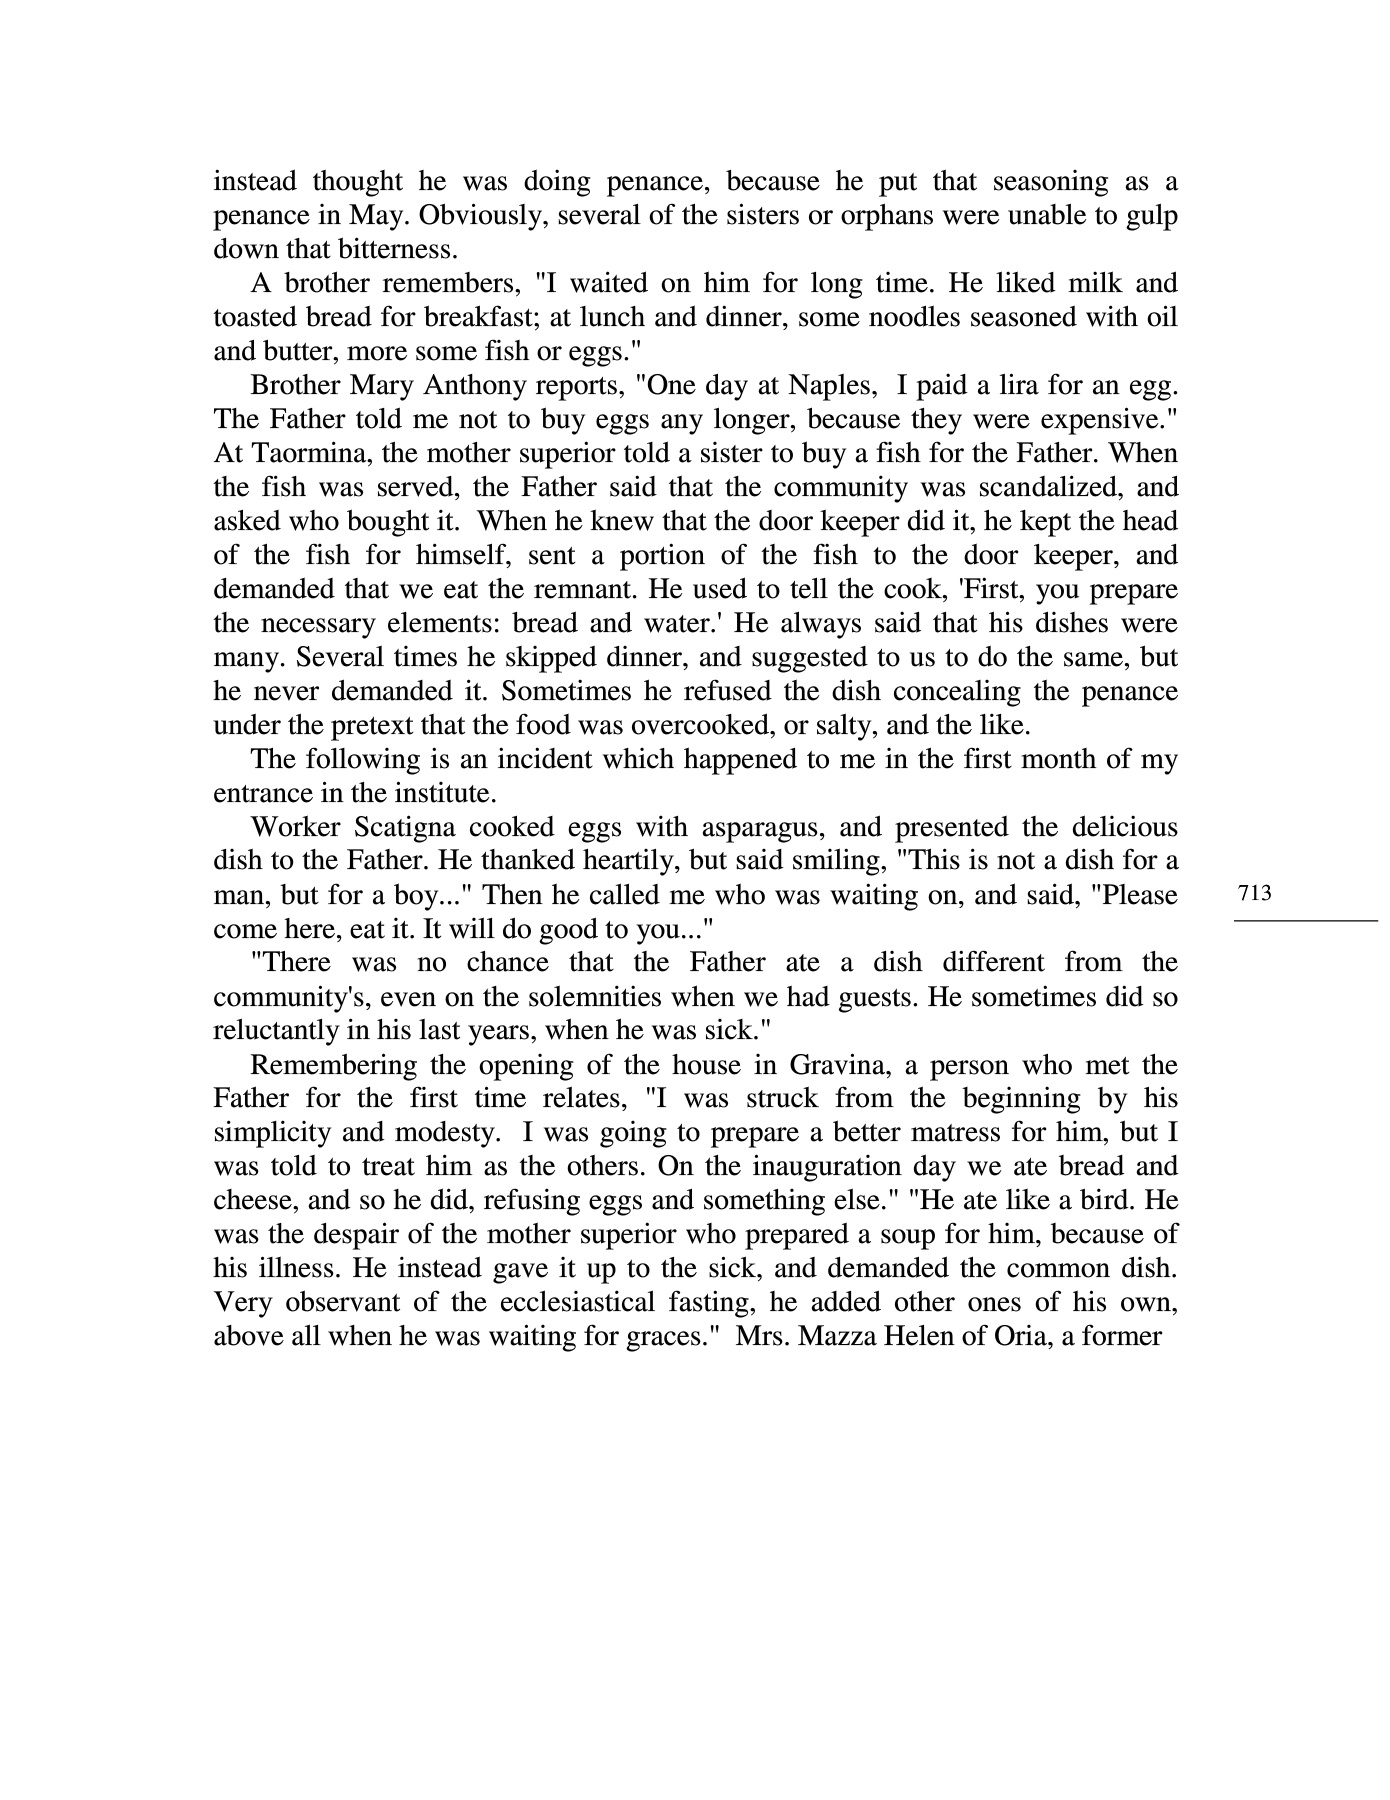 instead thought he was doing penance, because he put that seasoning as a
penance in May. Obviously, several of the sisters or orphans were unable to gulp
down that bitterness.
A brother remembers, "I waited on him for long time. He liked milk and
toasted bread for breakfast; at lunch and dinner, some noodles seasoned with oil
and butter, more some fish or eggs."
Brother Mary Anthony reports, "One day at Naples,  I paid a lira for an egg.
The Father told me not to buy eggs any longer, because they were expensive."
At Taormina, the mother superior told a sister to buy a fish for the Father. When
the fish was served, the Father said that the community was scandalized, and
asked who bought it.  When he knew that the door keeper did it, he kept the head
of the fish for himself, sent a portion of the fish to the door keeper, and
demanded that we eat the remnant. He used to tell the cook, 'First, you prepare
the necessary elements: bread and water.' He always said that his dishes were
many. Several times he skipped dinner, and suggested to us to do the same, but
he never demanded it. Sometimes he refused the dish concealing the penance
under the pretext that the food was overcooked, or salty, and the like.
The following is an incident which happened to me in the first month of my
entrance in the institute.
Worker Scatigna cooked eggs with asparagus, and presented the delicious
dish to the Father. He thanked heartily, but said smiling, "This is not a dish for a
man, but for a boy..." Then he called me who was waiting on, and said, "Please
come here, eat it. It will do good to you..."
"There was no chance that the Father ate a dish different from the
community's, even on the solemnities when we had guests. He sometimes did so
reluctantly in his last years, when he was sick."
Remembering the opening of the house in Gravina, a person who met the
Father for the first time relates, "I was struck from the beginning by his
simplicity and modesty.  I was going to prepare a better matress for him, but I
was told to treat him as the others. On the inauguration day we ate bread and
cheese, and so he did, refusing eggs and something else." "He ate like a bird. He
was the despair of the mother superior who prepared a soup for him, because of
his illness. He instead gave it up to the sick, and demanded the common dish.
Very observant of the ecclesiastical fasting, he added other ones of his own,
above all when he was waiting for graces."  Mrs. Mazza Helen of Oria, a former
713